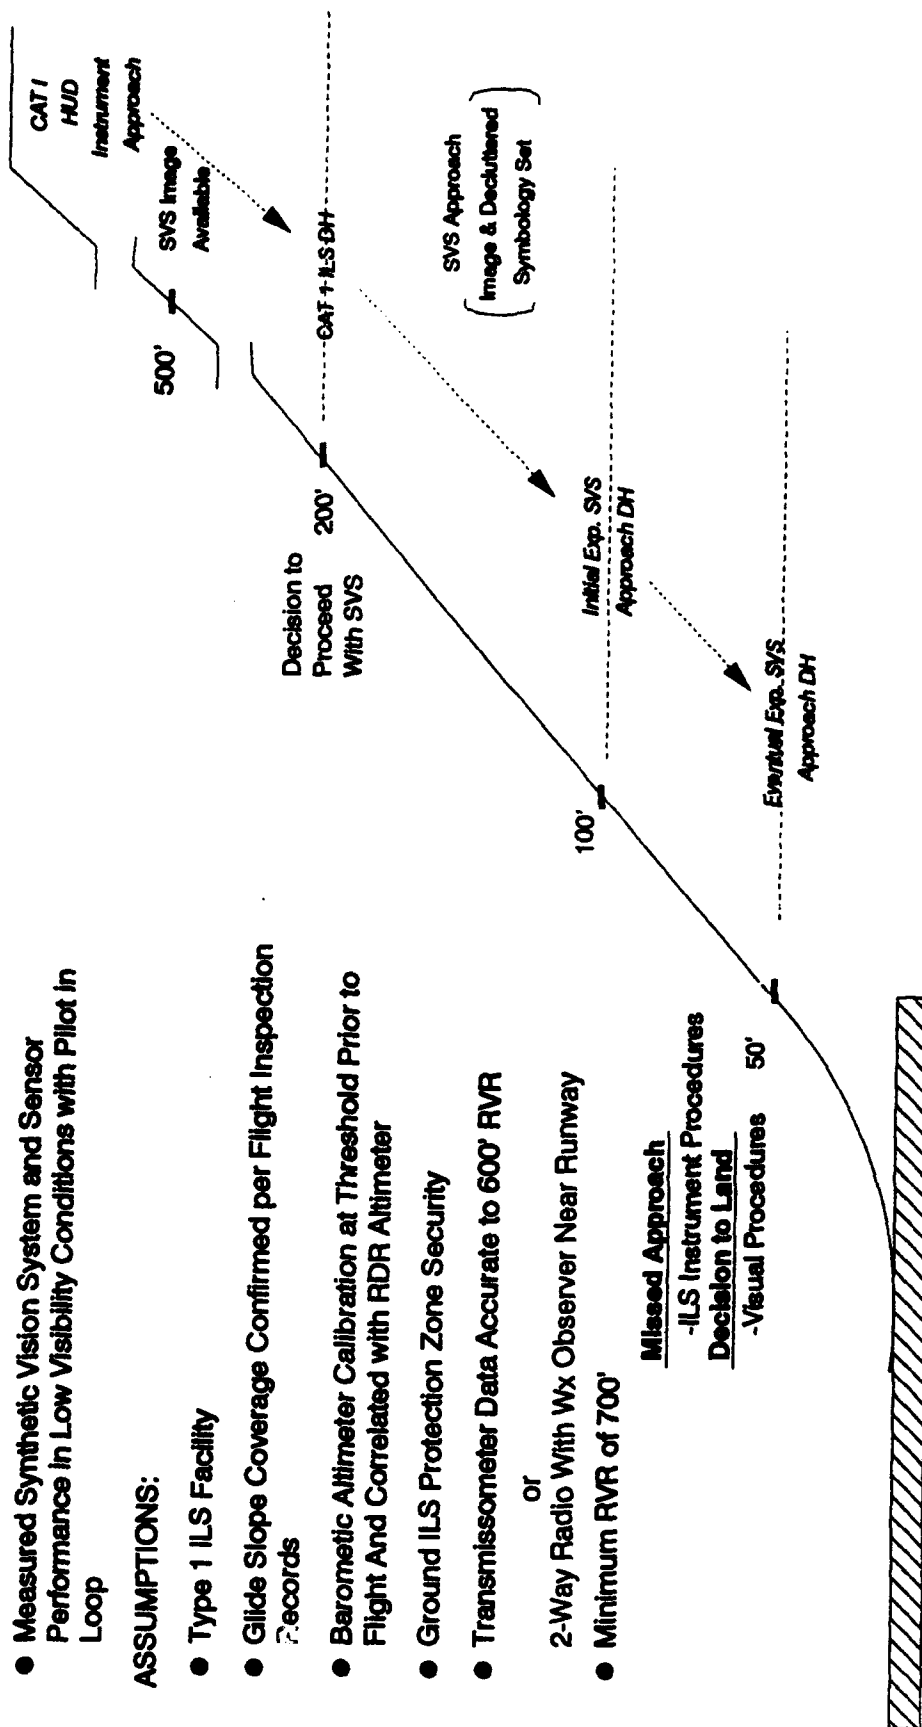 ● Measured Synthetic Vision System and Sensor
Performance in Low Visibility Conditions with Pilot in
Loop
ASSUMPTIONS:
● Type 1 ILS Facility
● Glide Slope Coverage Confirmed per Flight Inspection
Records
● Barometic Altimeter Calibration at Threshold Prior to
Flight And Correlated with RDR Altimeter
● Ground ILS Protection Zone Security
● Transmissometer Data Accurate to 600' RVR
or
2-Way Radio With Wx Observer Near Runway
● Minimum RVR of 700'
Missed Approach
-ILS Instrument Procedures
Decision to Land
-Visual Procedures
50'
100'
Decision to
Proceed
With SVS
200'
500'
CAT I
HUD
Instrument
Approach
SVS Image
Available
CAT 1 ILS DH
SVS Approach
Image & Decluttered
Symbology Set
Initial Exp. SVS
Approach DH
Eventual Exp. SVS
Approach DH